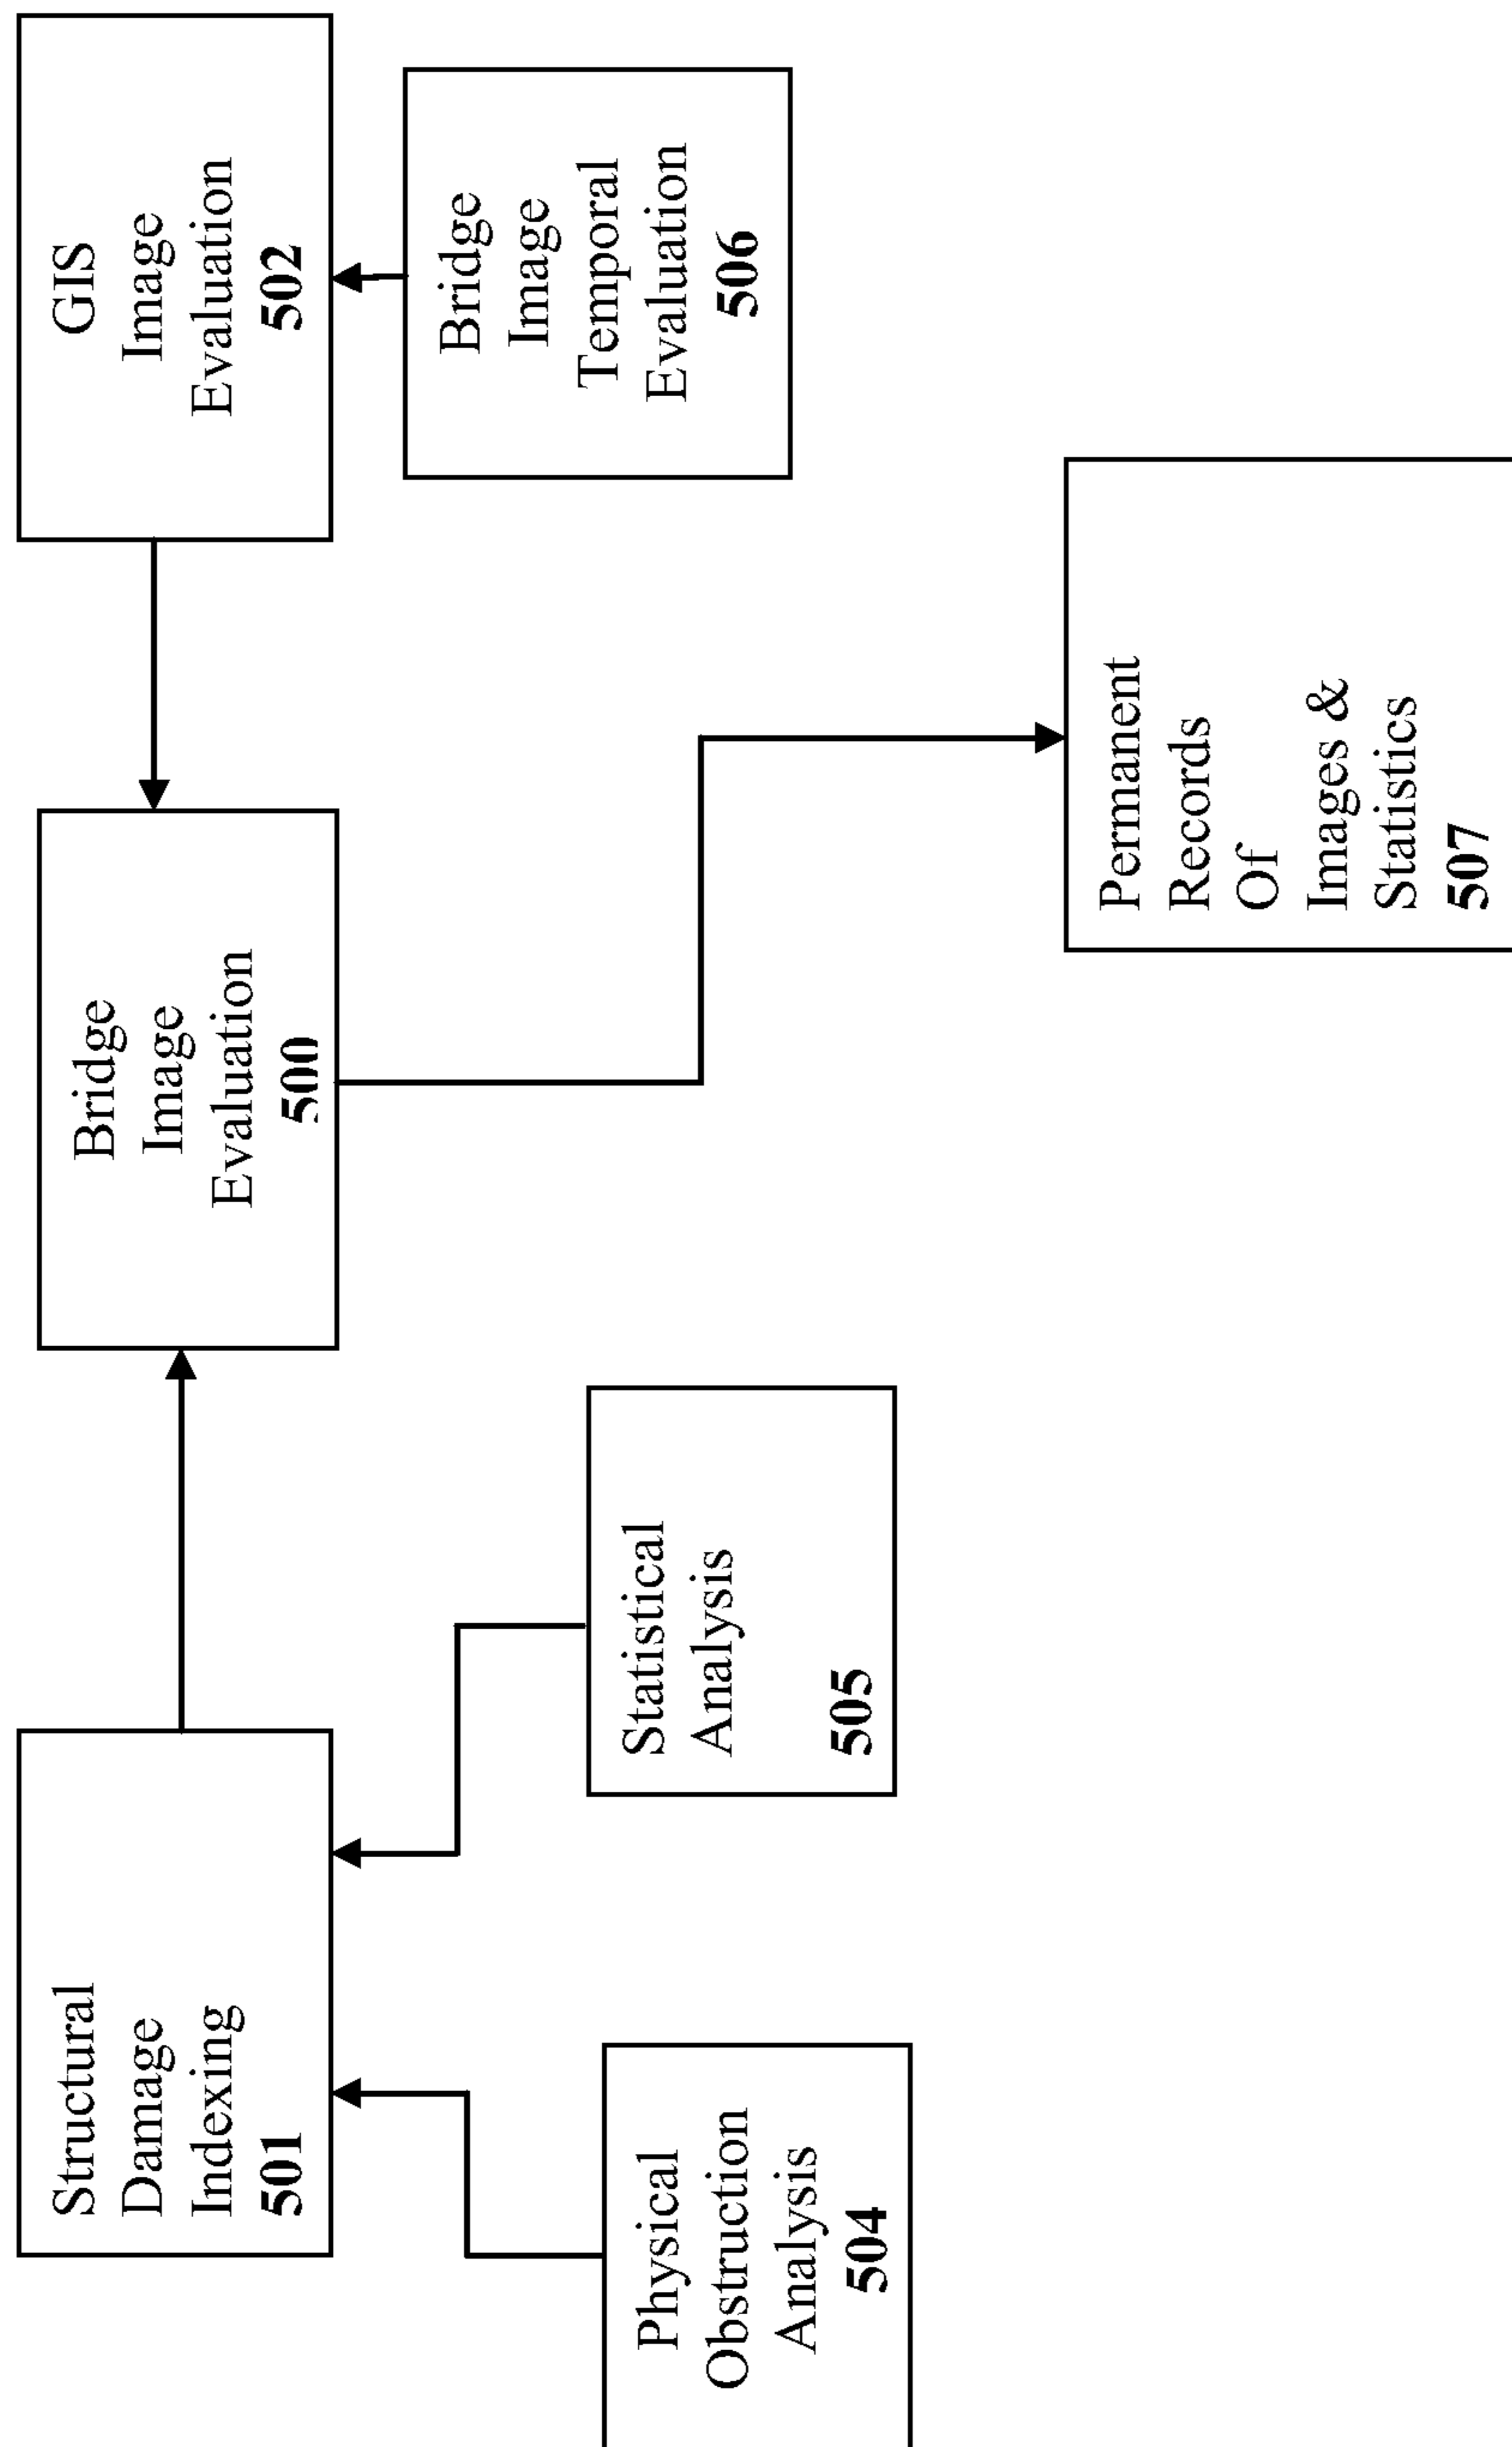 Structural
Damage
Indexing
501
Bridge
Image
Evaluation
500
GIS
Image
Evaluation
502
Physical
Obstruction
Analysis
504
Statistical
Analysis
505
Bridge
Image
Temporal
Evaluation
506
Permanent
Records
Of
Images &
Statistics
507